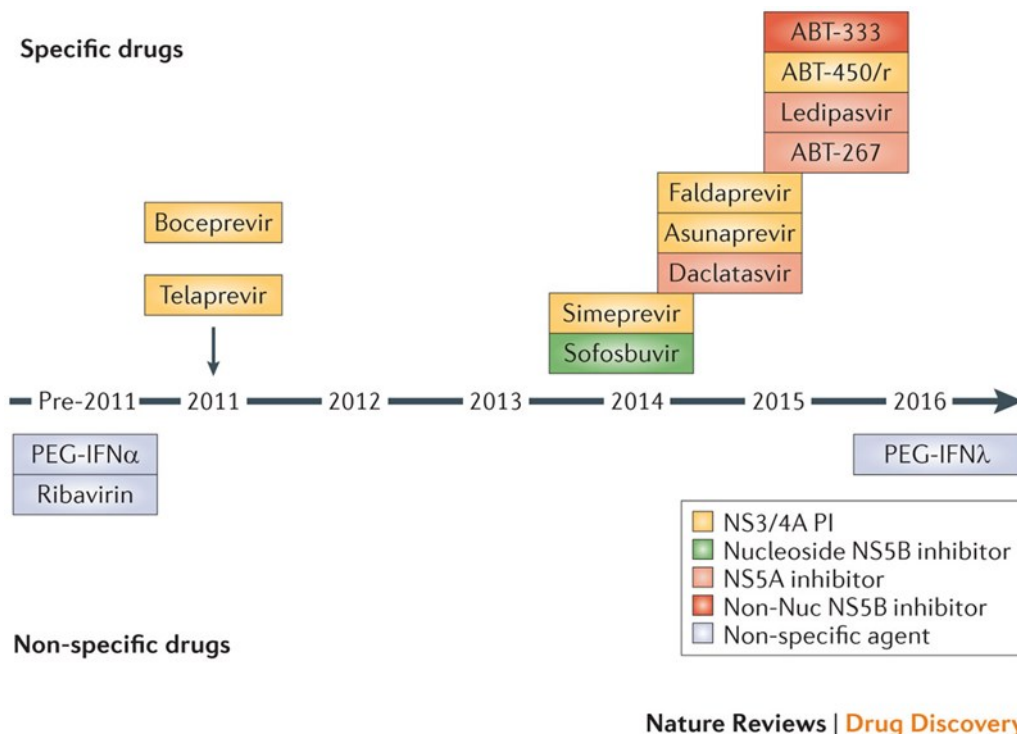 Specific drugs
ABT-333
ABT-450/r
Ledipasvir
ABT-267
Faldaprevir
Asunaprevir
Daclatasvir
Boceprevir
Telaprevir
Simeprevir
Sofosbuvir
Pre-2011 2011 2012 2013 2014 2015 2016
PEG-IFNα
Ribavirin
PEG-IFNλ
NS3/4A PI
Nucleoside NS5B inhibitor
NS5A inhibitor
Non-Nuc NS5B inhibitor
Non-specific agent
Non-specific drugs
Nature Reviews | Drug Discovery